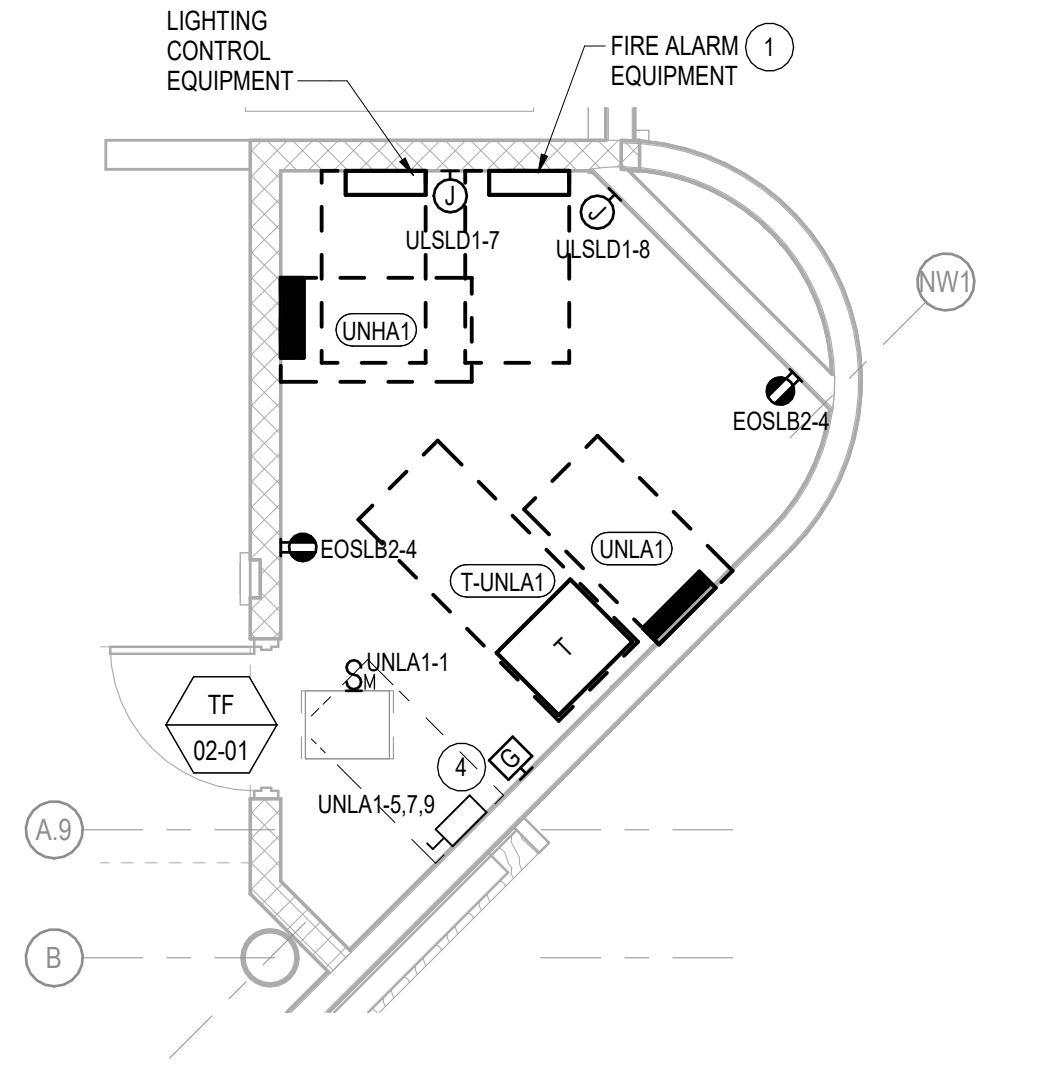 LIGHTING
CONTROL
EQUIPMENT
FIRE ALARM
EQUIPMENT
1
J
ULSLD1-7
J
ULSLD1-8
NW1
UNHA1
EOSLB2-4
EOSLB2-4
UNLA1
T-UNLA1
T
UNLA1-1
SM
TF
02-01
4
G
UNLA1-5,7,9
A.9
B